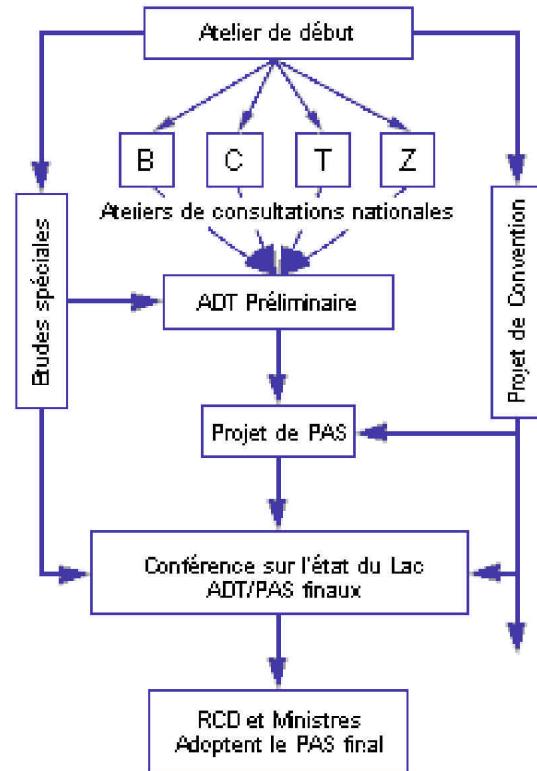 Atelier de début
B
C
T
Z
Ateliers de consultations nationales
Etudes spéciales
ADT Préliminaire
Projet de Convention
Projet de PAS
Conférence sur l'état du Lac
ADT/PAS finaux
RCD et Ministres
Adoptent le PAS final